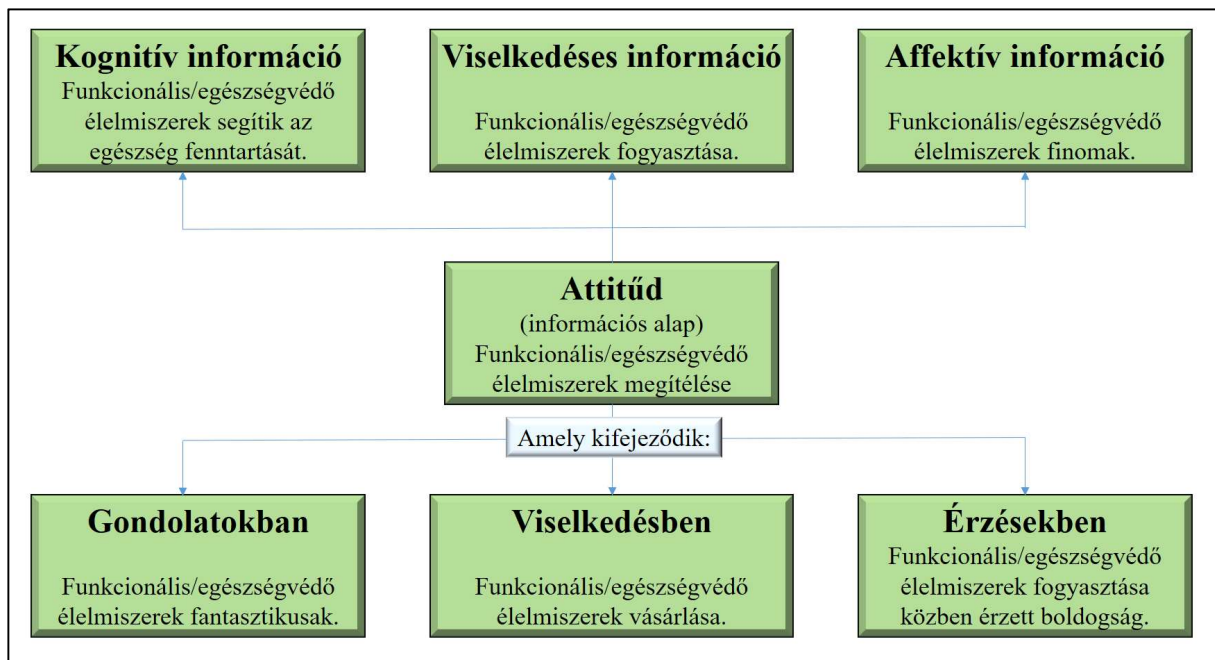 Kognitív információ
Funkcionális/egészségvédő
élelmiszerek segítik az
egészség fenntartását.
Viselkedéses információ
Funkcionális/egészségvédő
élelmiszerek fogyasztása.
Affektív információ
Funkcionális/egészségvédő
élelmiszerek finomak.
Attitűd
(információs alap)
Funkcionális/egészségvédő
élelmiszerek megítélése
Amely kifejeződik:
Gondolatokban
Funkcionális/egészségvédő
élelmiszerek fantasztikusak.
Viselkedésben
Funkcionális/egészségvédő
élelmiszerek vásárlása.
Érzésekben
Funkcionális/egészségvédő
élelmiszerek fogyasztása
közben érzett boldogság.